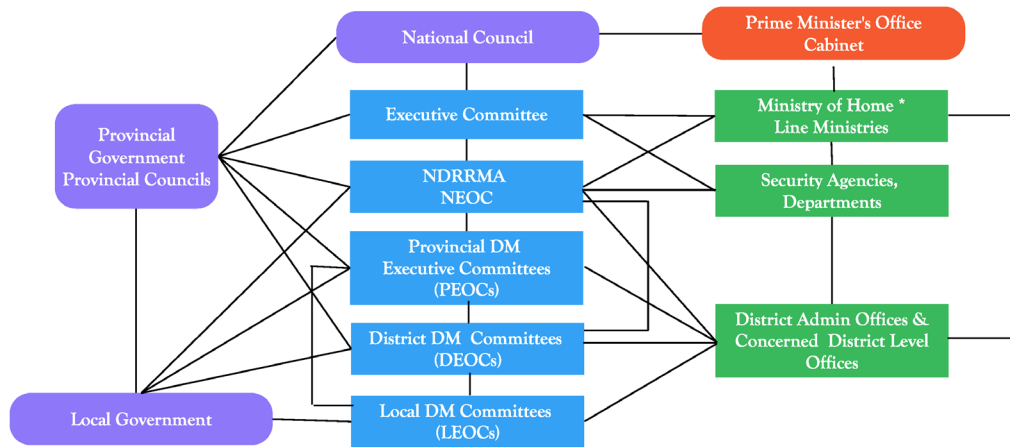 National Council
Prime Minister's Office
Cabinet
Executive Committee
Ministry of Home *
Line Ministries
Provincial
Government
Provincial Councils
NDRRMA
NEOC
Security Agencies,
Departments
Provincial DM
Executive Committees
(PEOCs)
District DM Committees
(DEOCs)
District Admin Offices &
Concerned District Level
Offices
Local Government
Local DM Committees
(LEOCs)